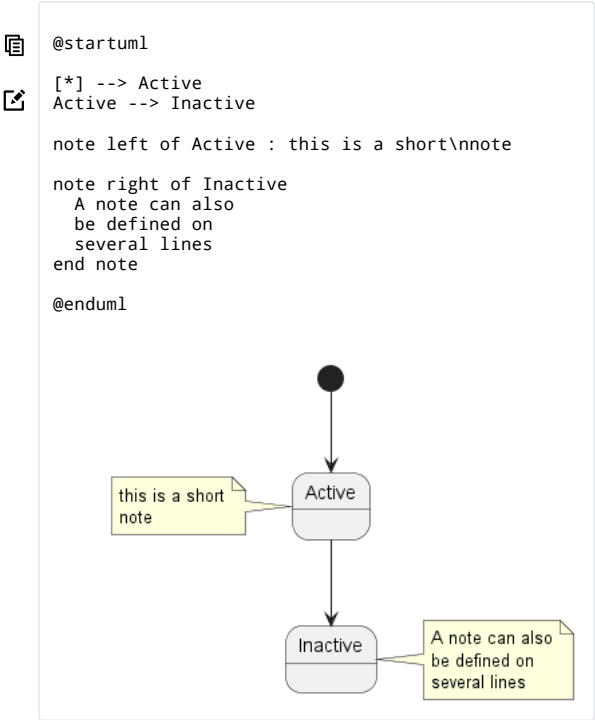 @startuml
[*] --> Active
Active --> Inactive
note left of Active : this is a short\nnote
note right of Inactive
  A note can also
  be defined on
  several lines
end note
@enduml
Active
this is a short
note
Inactive
A note can also
be defined on
several lines